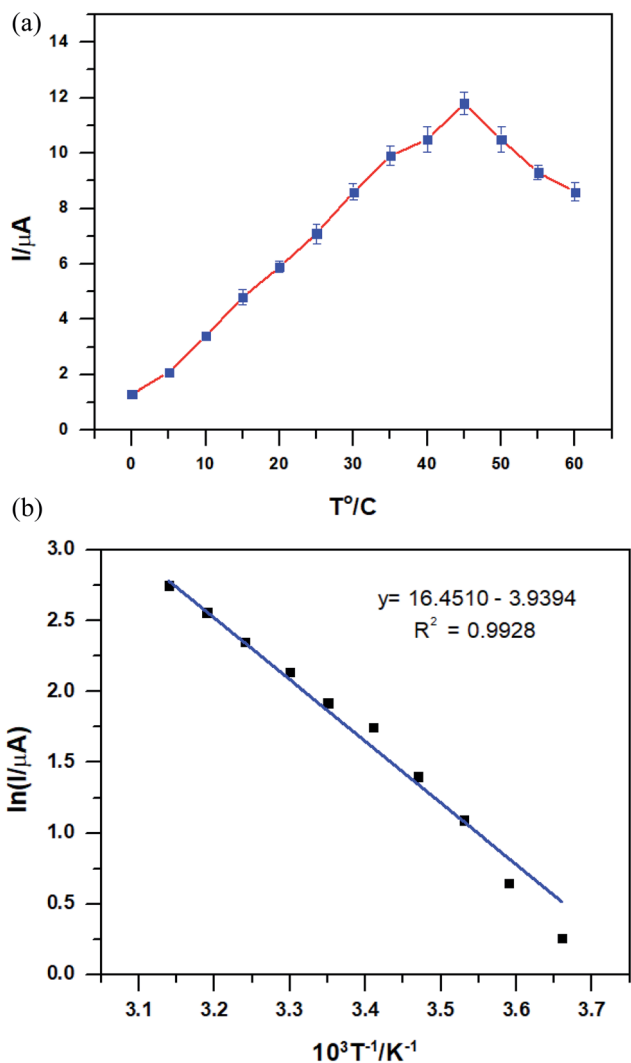 (a)
14
12
10
8
6
4
2
0
I/μA
0 10 20 30 40 50 60
T°/C
(b)
3.0
2.5
2.0
1.5
1.0
0.5
0.0
ln(I/μA)
y= 16.4510 - 3.9394
R² = 0.9928
3.1 3.2 3.3 3.4 3.5 3.6 3.7
10³T⁻¹/K⁻¹